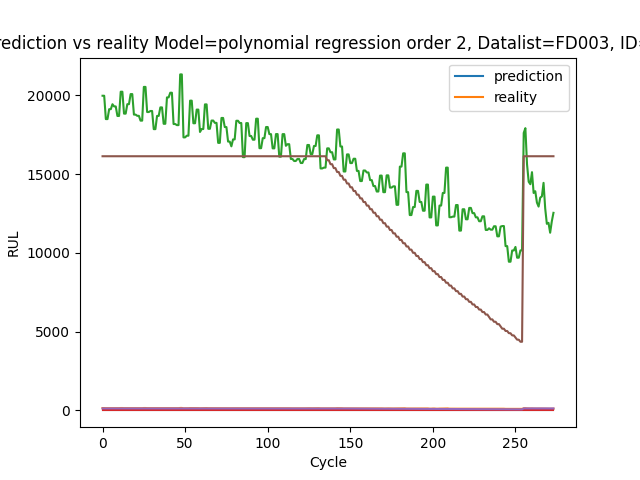 rediction vs reality Model=polynomial regression order 2, Datalist=FD003, ID=
prediction
reality
20000
15000
10000
5000
0
RUL
0 50 100 150 200 250
Cycle